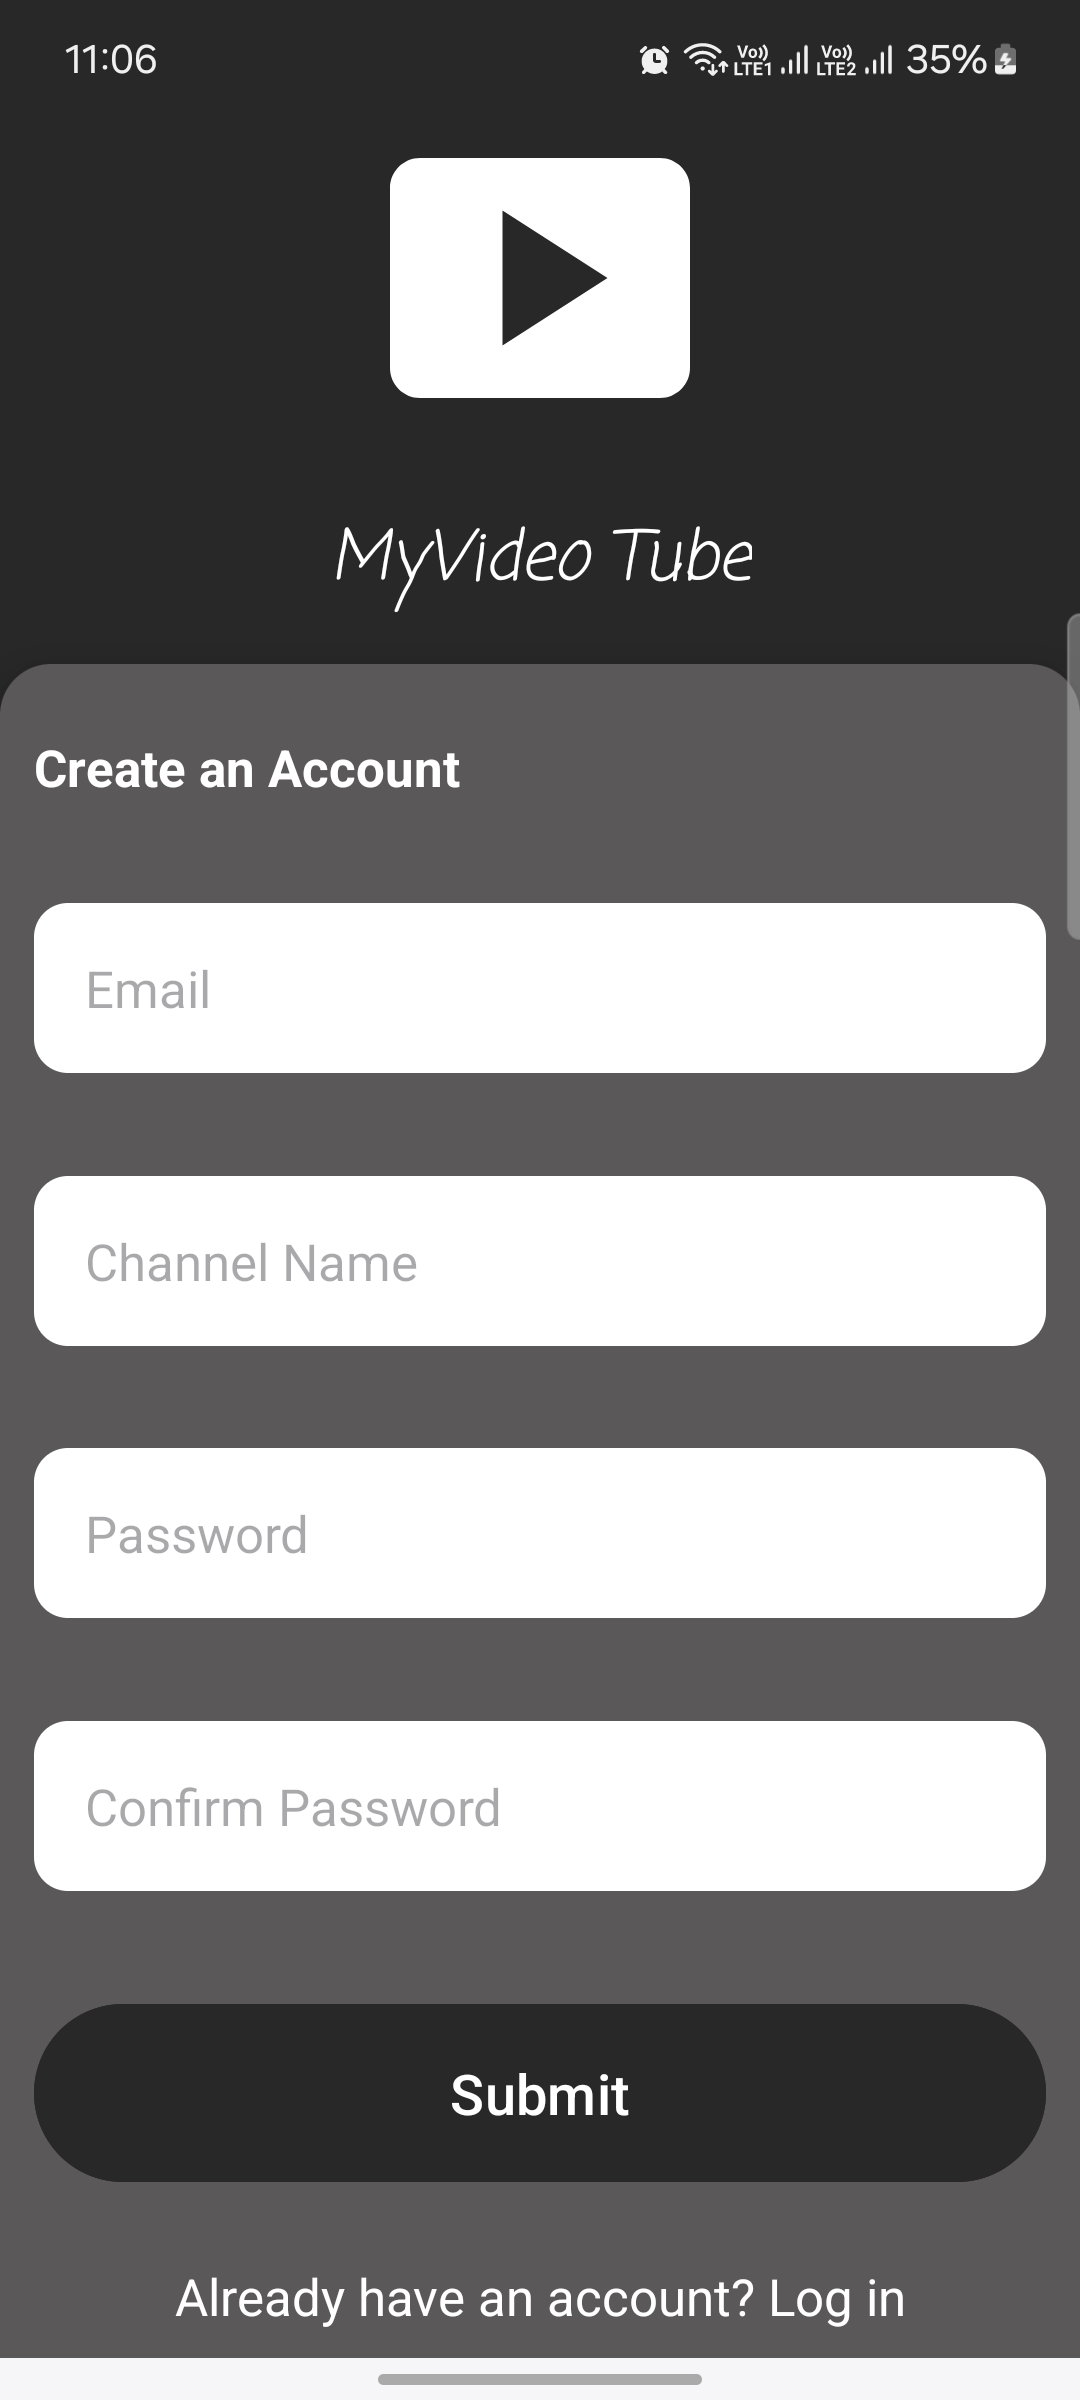 11:06 Vo)) LTE1 Vo)) LTE2 35%
MyVideo Tube
Create an Account
Email
Channel Name
Password
Confirm Password
Submit
Already have an account? Log in